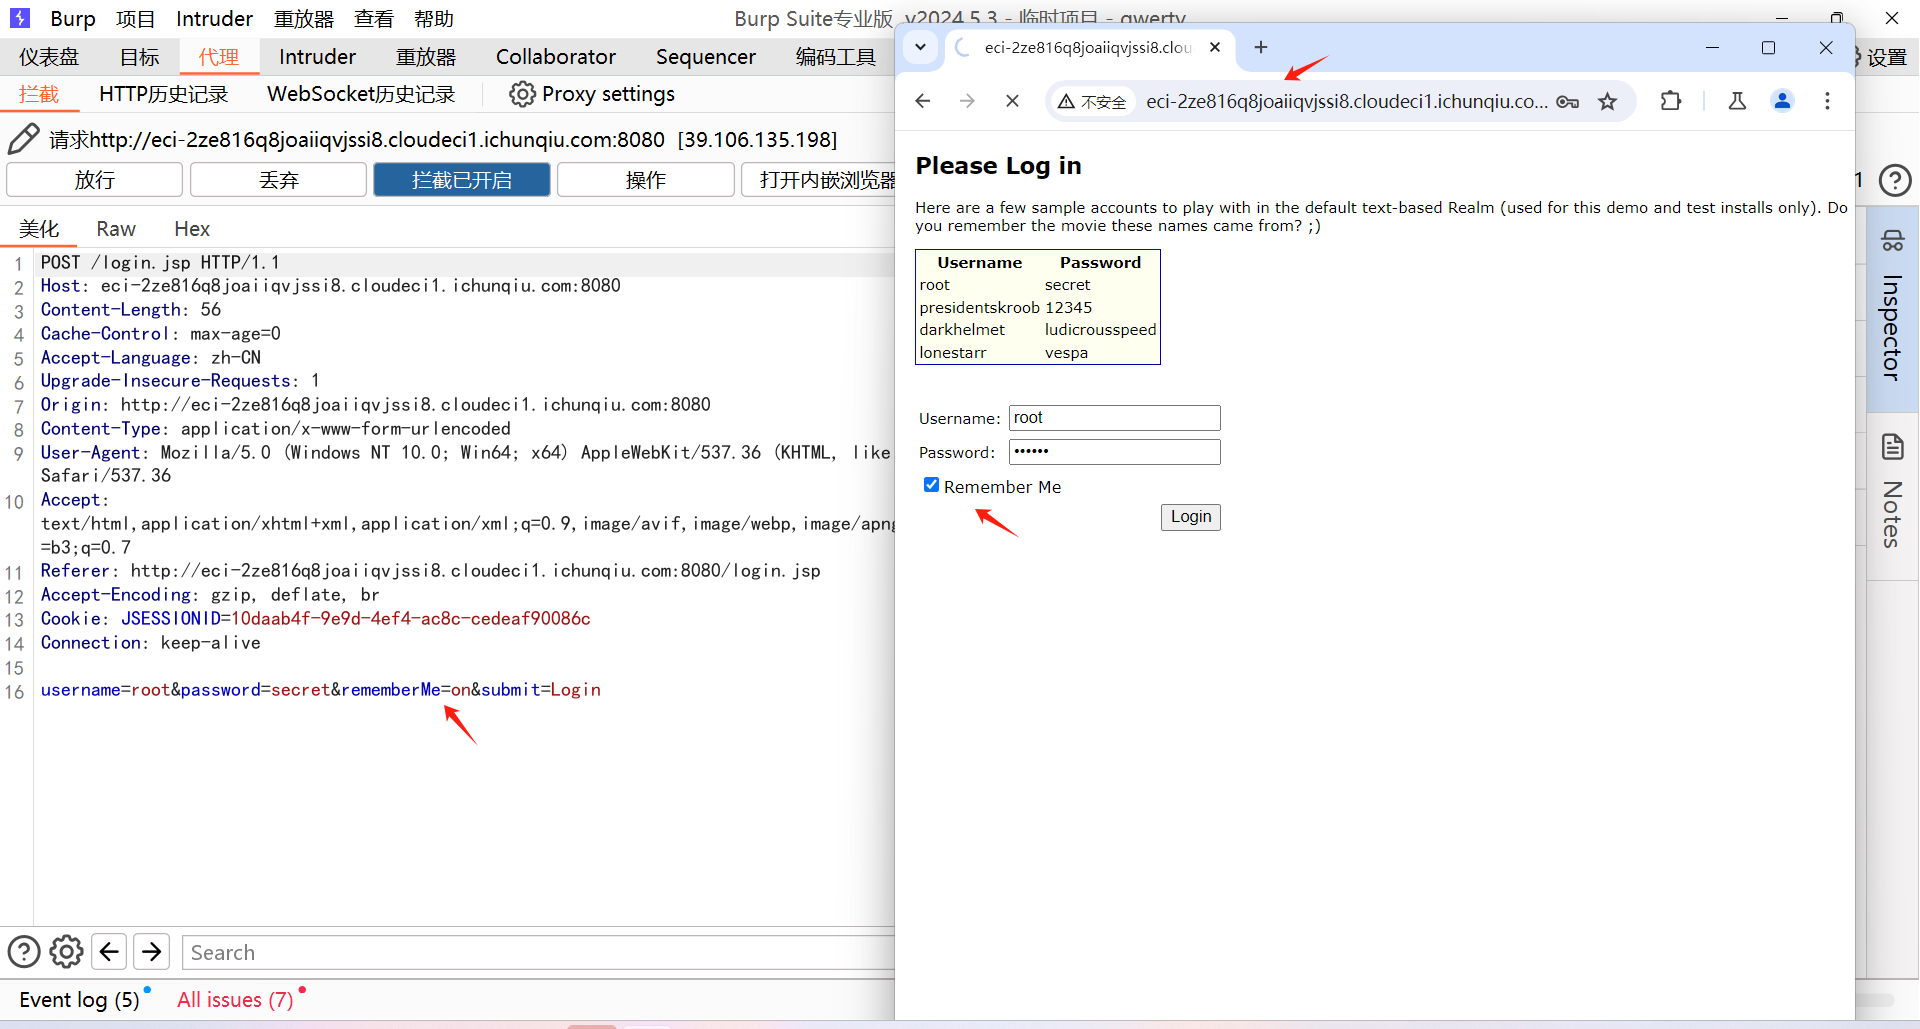 Burp 项目 Intruder 重放器 查看 帮助
Burp Suite专业版 v2024.5.3 - 临时项目 - qwerty
仪表盘 目标 代理 Intruder 重放器 Collaborator Sequencer 编码工具
设置
拦截 HTTP历史记录 WebSocket历史记录 Proxy settings
请求http://eci-2ze816q8joaiiqvjssi8.cloudeci1.ichunqiu.com:8080 [39.106.135.198]
放行 丢弃 拦截已开启 操作 打开内嵌浏览器
1
美化 Raw Hex
1 POST /login.jsp HTTP/1.1
2 Host: eci-2ze816q8joaiiqvjssi8.cloudeci1.ichunqiu.com:8080
3 Content-Length: 56
4 Cache-Control: max-age=0
5 Accept-Language: zh-CN
6 Upgrade-Insecure-Requests: 1
7 Origin: http://eci-2ze816q8joaiiqvjssi8.cloudeci1.ichunqiu.com:8080
8 Content-Type: application/x-www-form-urlencoded
9 User-Agent: Mozilla/5.0 (Windows NT 10.0; Win64; x64) AppleWebKit/537.36 (KHTML, like
Safari/537.36
10 Accept:
text/html,application/xhtml+xml,application/xml;q=0.9,image/avif,image/webp,image/apng
=b3;q=0.7
11 Referer: http://eci-2ze816q8joaiiqvjssi8.cloudeci1.ichunqiu.com:8080/login.jsp
12 Accept-Encoding: gzip, deflate, br
13 Cookie: JSESSIONID=10daab4f-9e9d-4ef4-ac8c-cedeaf90086c
14 Connection: keep-alive
15
16 username=root&password=secret&rememberMe=on&submit=Login
Search
Event log (5) All issues (7)
eci-2ze816q8joaiiqvjssi8.clou
不安全 eci-2ze816q8joaiiqvjssi8.cloudeci1.ichunqiu.co...
Please Log in
Here are a few sample accounts to play with in the default text-based Realm (used for this demo and test installs only). Do
you remember the movie these names came from? ;)
Username Password
root secret
presidentskroob 12345
darkhelmet ludicrousspeed
lonestarr vespa
Username: root
Password: ••••••
Remember Me
Login
Inspector
Notes